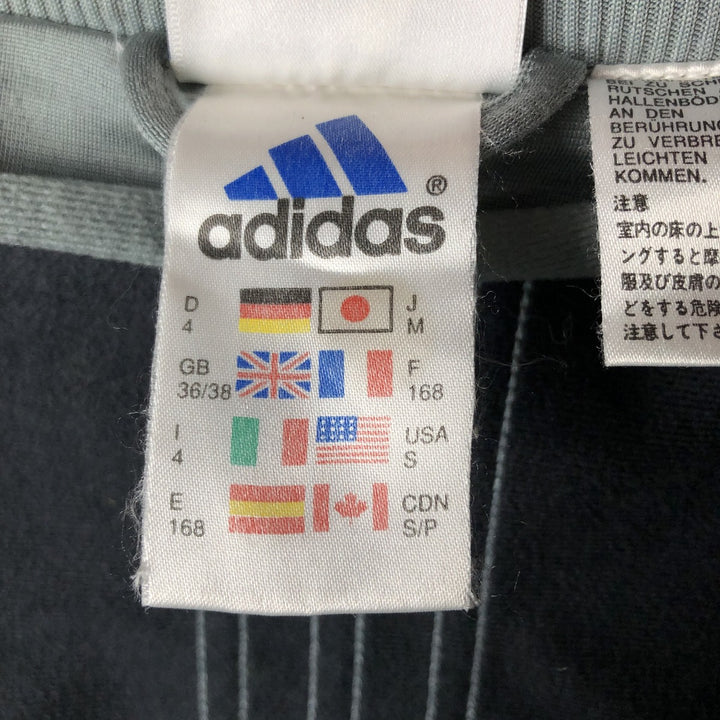 adidas®
D J
4 M
GB F
36/38 168
I USA
4 S
E CDN
168 S/P
RUTSCHEN
HALLENBÖD
AN DEN
BERÜHRUN
ZU VERBRE
LEICHTEN
KOMMEN.
注意
室内の床の上
ングすると摩
服及び皮膚の
どをする危険
注意して下さ